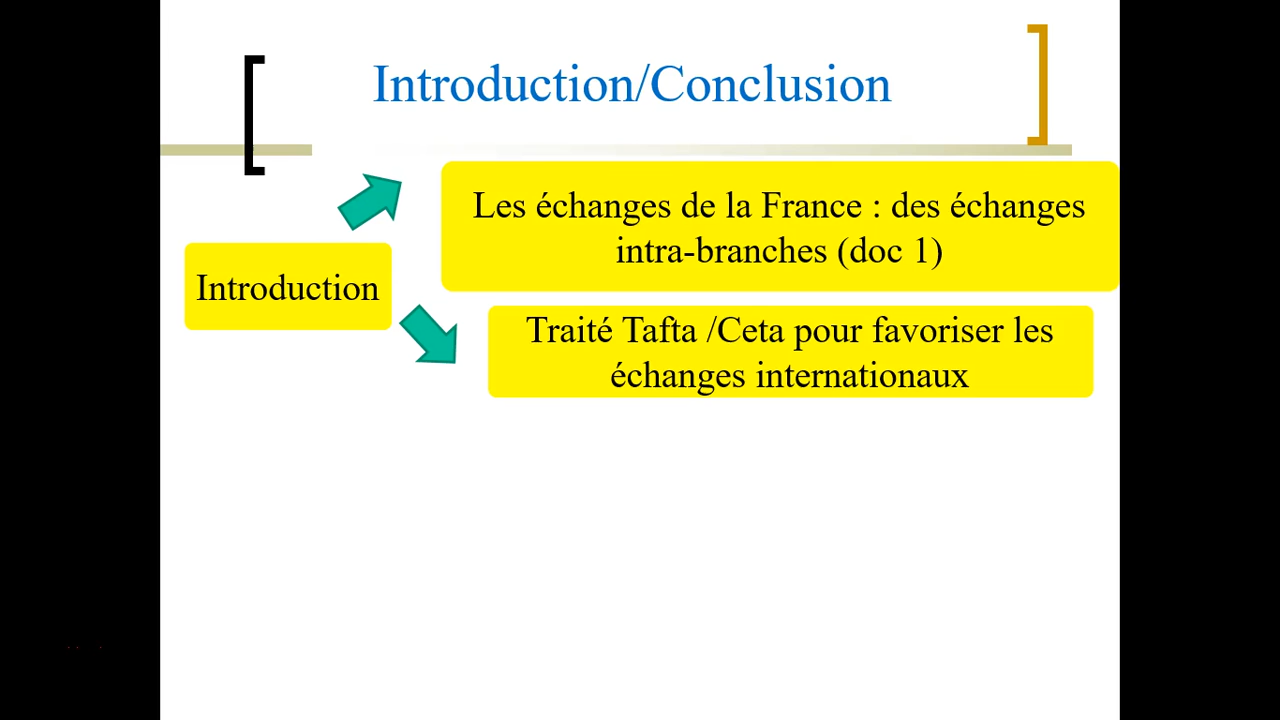 Introduction/Conclusion
Les échanges de la France : des échanges
intra-branches (doc 1)
Introduction
Traité Tafta /Ceta pour favoriser les
échanges internationaux